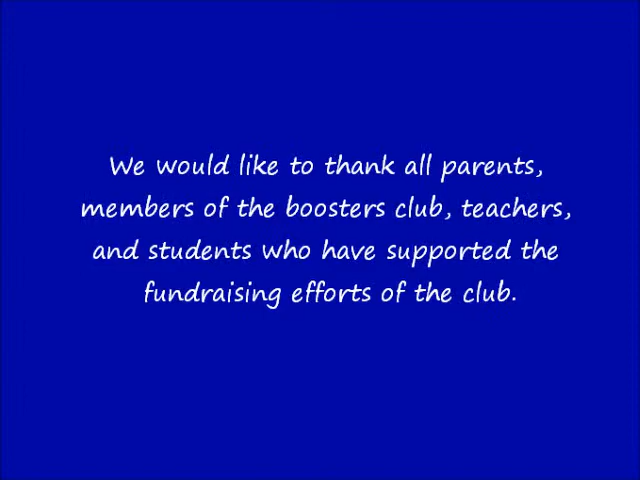 We would like to thank all parents,
members of the boosters club, teachers,
and students who have supported the
fundraising efforts of the club.